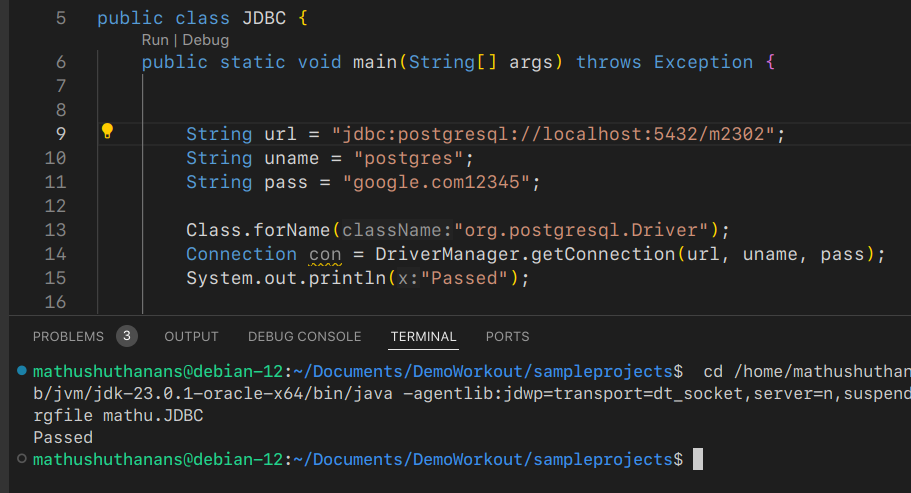 5 public class JDBC {
Run | Debug
6 public static void main(String[] args) throws Exception {
7
8
9 String url = "jdbc:postgresql://localhost:5432/m2302";
10 String uname = "postgres";
11 String pass = "google.com12345";
12
13 Class.forName(className:"org.postgresql.Driver");
14 Connection con = DriverManager.getConnection(url, uname, pass);
15 System.out.println(x:"Passed");
16
PROBLEMS 3 OUTPUT DEBUG CONSOLE TERMINAL PORTS
mathushuthanans@debian-12:~/Documents/DemoWorkout/sampleprojects$ cd /home/mathushuthan
b/jvm/jdk-23.0.1-oracle-x64/bin/java -agentlib:jdwp=transport=dt_socket,server=n,suspend
rgfile mathu.JDBC
Passed
mathushuthanans@debian-12:~/Documents/DemoWorkout/sampleprojects$